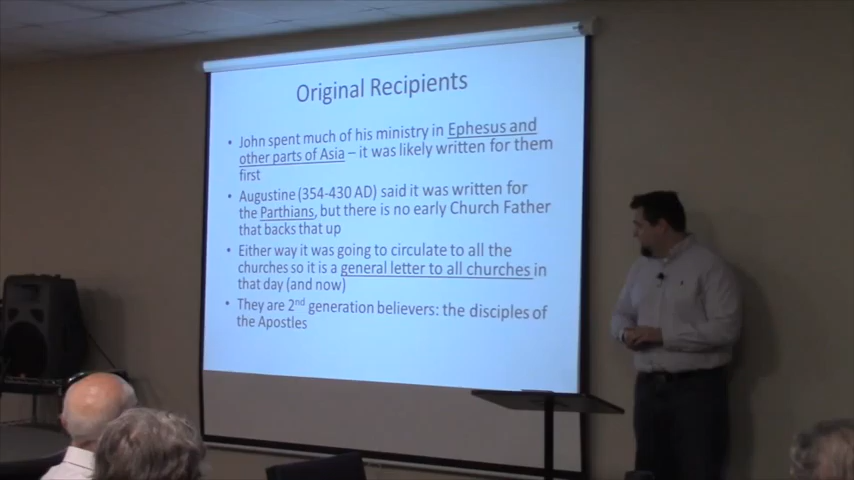 Original Recipients
• John spent much of his ministry in Ephesus and
other parts of Asia – it was likely written for them
first
• Augustine (354-430 AD) said it was written for
the Parthians, but there is no early Church Father
that backs that up
• Either way it was going to circulate to all the
churches so it is a general letter to all churches in
that day (and now)
• They are 2nd generation believers: the disciples of
the Apostles